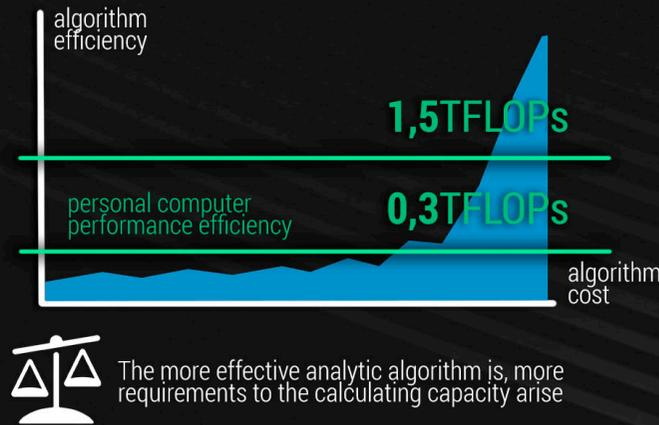 algorithm
efficiency
1,5TFLOPs
personal computer
performance efficiency
0,3TFLOPs
algorithm
cost
The more effective analytic algorithm is, more
requirements to the calculating capacity arise